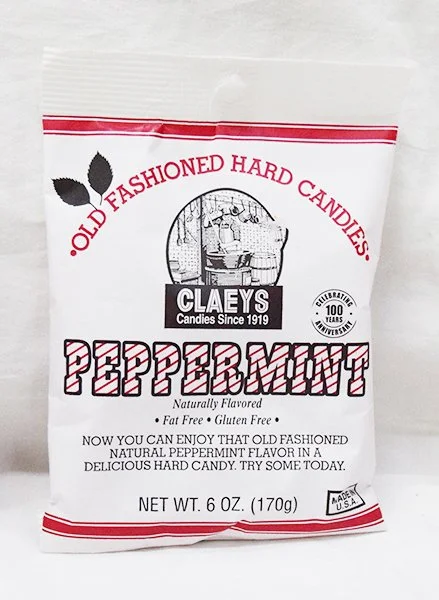 •OLD FASHIONED HARD CANDIES•
CLAEYS
Candies Since 1919
CELEBRATING
100
YEARS
ANNIVERSARY
PEPPERMINT
Naturally Flavored
• Fat Free • Gluten Free •
NOW YOU CAN ENJOY THAT OLD FASHIONED
NATURAL PEPPERMINT FLAVOR IN A
DELICIOUS HARD CANDY. TRY SOME TODAY.
NET WT. 6 OZ. (170g)
MADE IN
U.S.A.